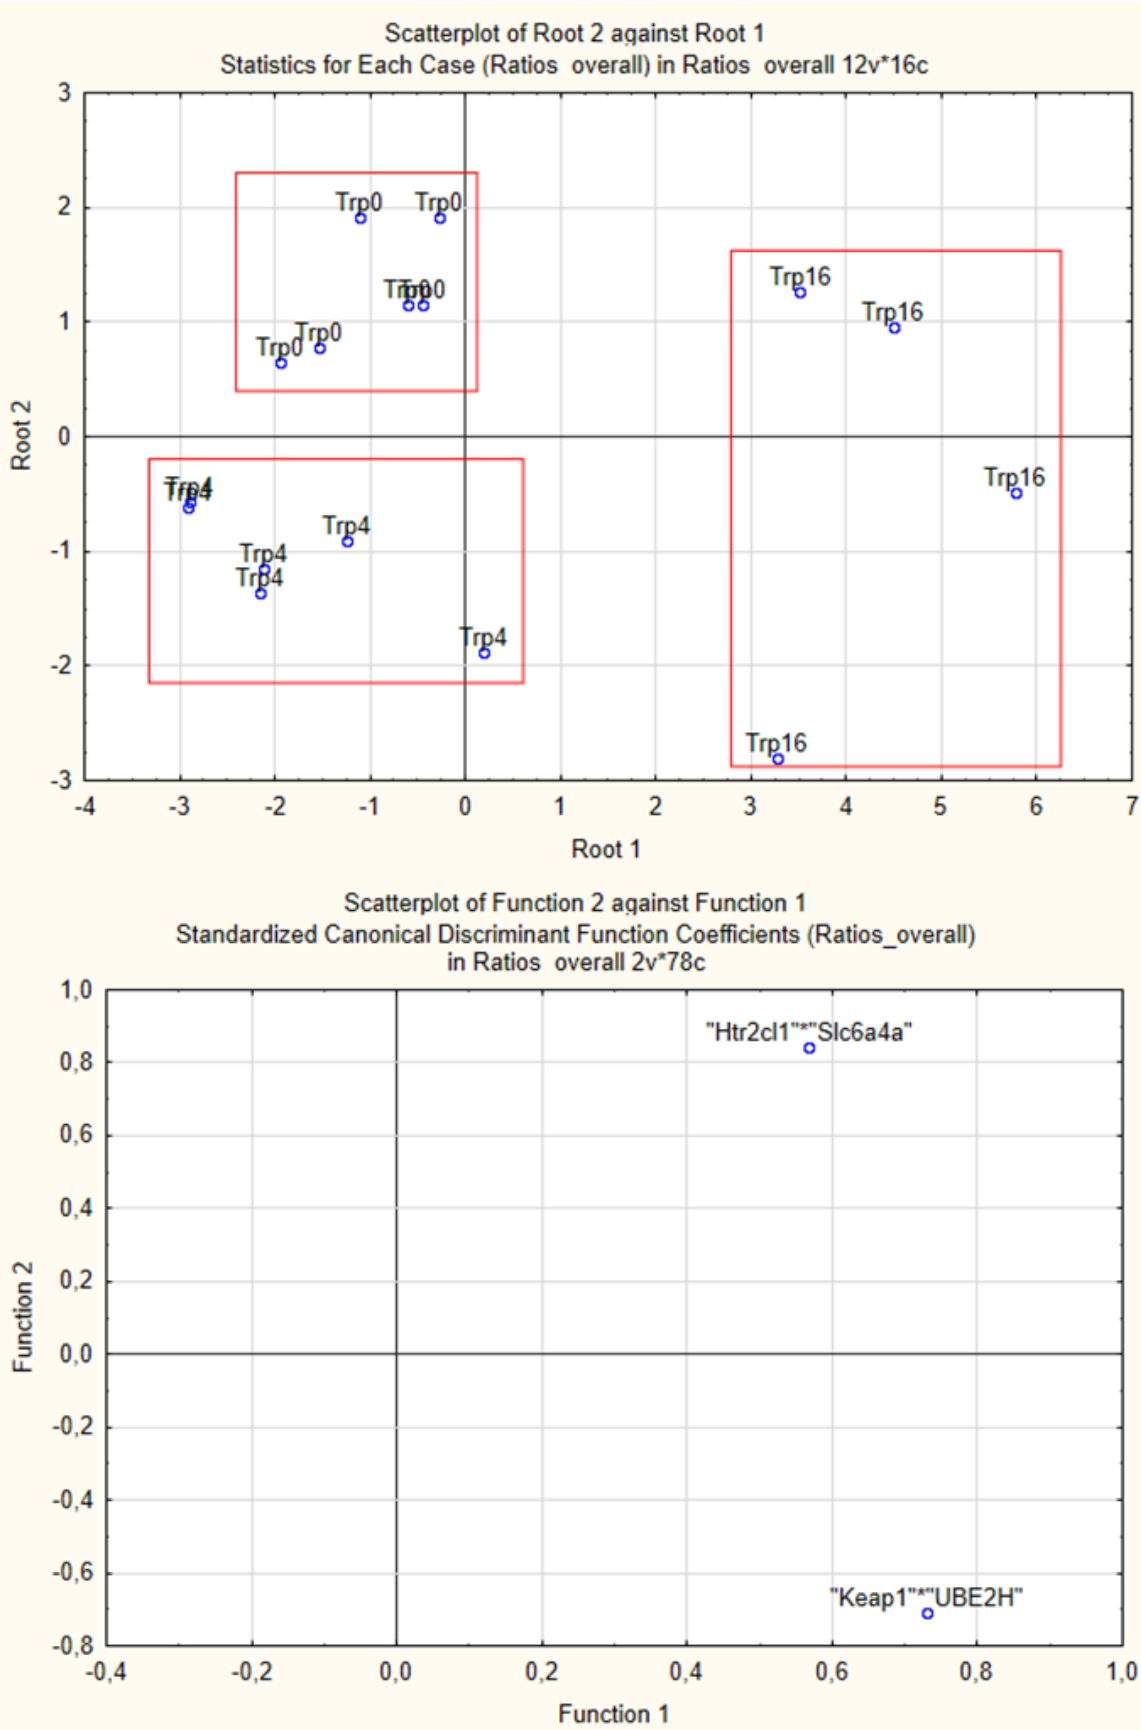 Scatterplot of Root 2 against Root 1
Statistics for Each Case (Ratios overall) in Ratios overall 12v*16c
3
Trp0 Trp0
2
Trp16
Trp0 Trp0
Trp16
1
Trp0 Trp0
Root 2
0
Trp4
Trp4
Trp16
Trp4
-1
Trp4
Trp4
Trp4
-2
Trp16
-3
-4 -3 -2 -1 0 1 2 3 4 5 6 7
Root 1
Scatterplot of Function 2 against Function 1
Standardized Canonical Discriminant Function Coefficients (Ratios_overall)
in Ratios overall 2v*78c
1,0
"Htr2cl1"*"Slc6a4a"
0,8
0,6
0,4
0,2
Function 2
0,0
-0,2
-0,4
-0,6
"Keap1"*"UBE2H"
-0,8
-0,4 -0,2 0,0 0,2 0,4 0,6 0,8 1,0
Function 1